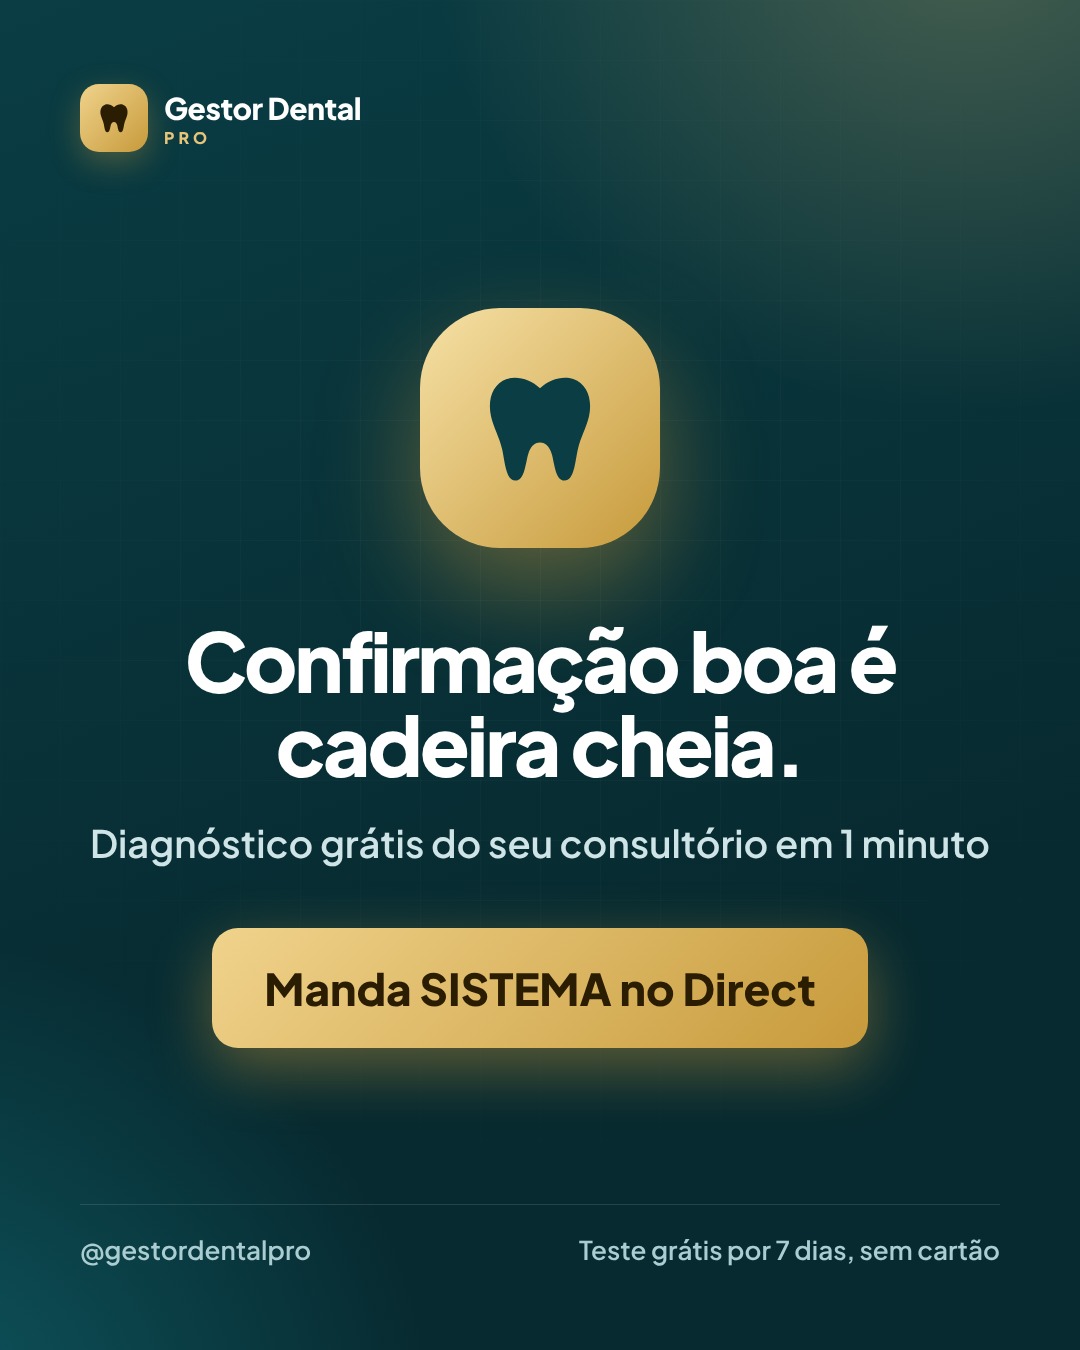 Gestor Dental
PRO
Confirmação boa é
cadeira cheia.
Diagnóstico grátis do seu consultório em 1 minuto
Manda SISTEMA no Direct
@gestordentalpro
Teste grátis por 7 dias, sem cartão